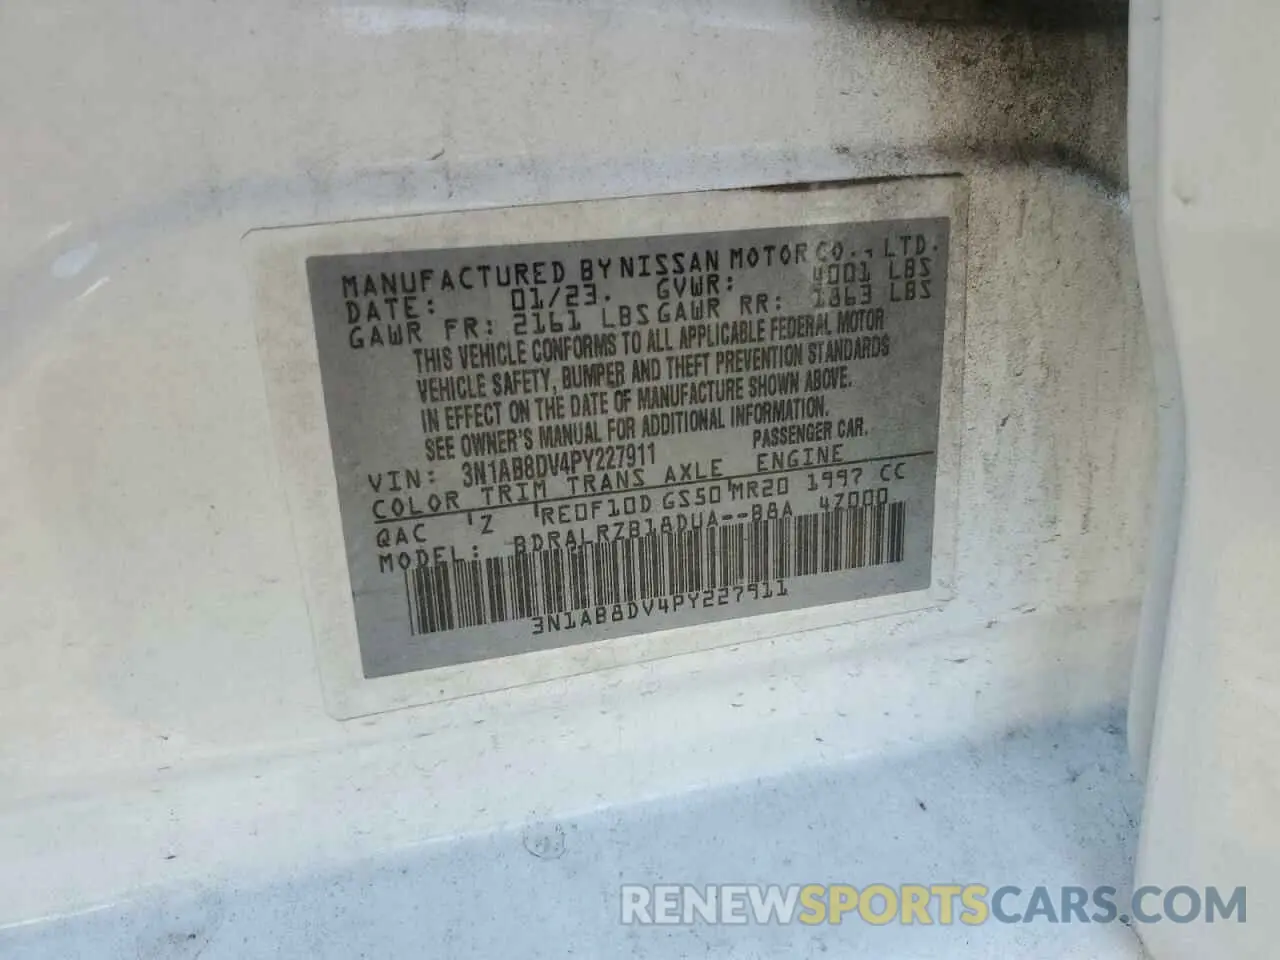 MANUFACTURED BY NISSAN MOTOR CO., LTD.
DATE: 01/23. GVWR: 4001 LBS
GAWR FR: 2161 LBS GAWR RR: 1863 LBS
THIS VEHICLE CONFORMS TO ALL APPLICABLE FEDERAL MOTOR
VEHICLE SAFETY, BUMPER AND THEFT PREVENTION STANDARDS
IN EFFECT ON THE DATE OF MANUFACTURE SHOWN ABOVE.
SEE OWNER'S MANUAL FOR ADDITIONAL INFORMATION.
VIN: 3N1AB8DV4PY227911 PASSENGER CAR.
COLOR TRIM TRANS AXLE ENGINE
QAC 'Z 'RE0F10D GS50'MR20 1997 CC
MODEL: BDRALRZB18DUA--B8A 4Z000
3N1AB8DV4PY227911
RENEWSPORTSCARS.COM